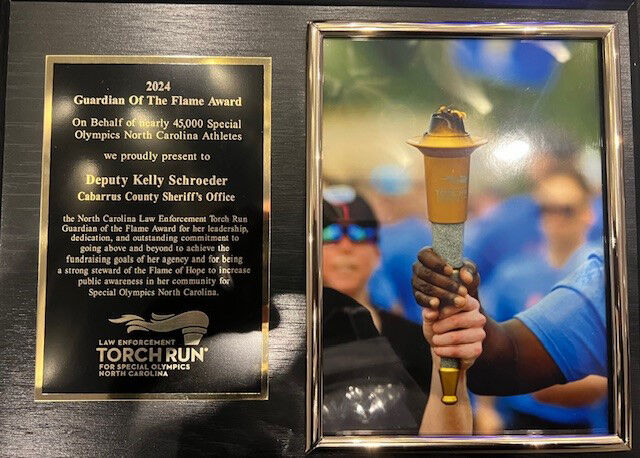 2024
Guardian Of The Flame Award
On Behalf of nearly 45,000 Special
Olympics North Carolina Athletes
we proudly present to
Deputy Kelly Schroeder
Cabarrus County Sheriff's Office
the North Carolina Law Enforcement Torch Run
Guardian of the Flame Award for her leadership,
dedication, and outstanding commitment to
going above and beyond to achieve the
fundraising goals of her agency and for being
a strong steward of the Flame of Hope to increase
public awareness in her community for
Special Olympics North Carolina.
LAW ENFORCEMENT
TORCH RUN®
FOR SPECIAL OLYMPICS
NORTH CAROLINA